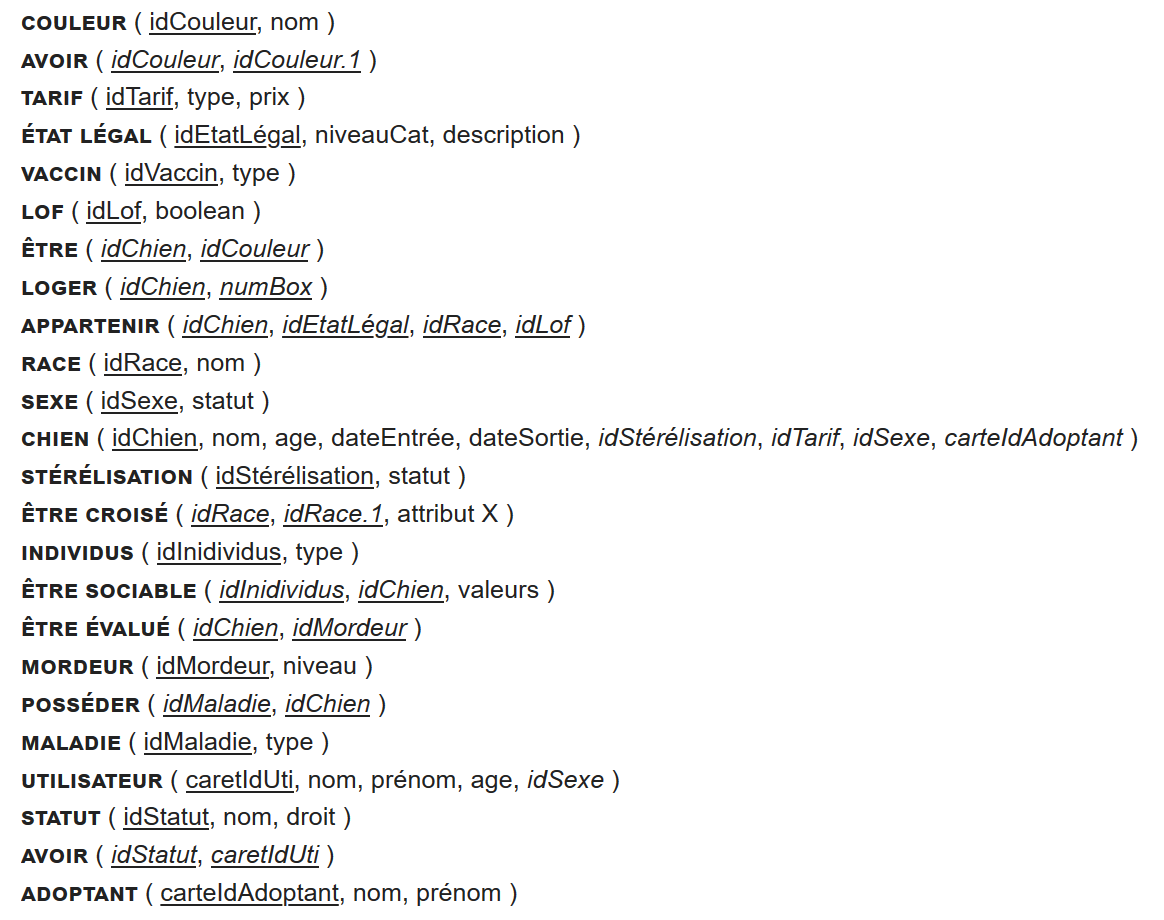 COULEUR ( idCouleur, nom )
AVOIR ( idCouleur, idCouleur.1 )
TARIF ( idTarif, type, prix )
ÉTAT LÉGAL ( idEtatLégal, niveauCat, description )
VACCIN ( idVaccin, type )
LOF ( idLof, boolean )
ÊTRE ( idChien, idCouleur )
LOGER ( idChien, numBox )
APPARTENIR ( idChien, idEtatLégal, idRace, idLof )
RACE ( idRace, nom )
SEXE ( idSexe, statut )
CHIEN ( idChien, nom, age, dateEntrée, dateSortie, idStérélisation, idTarif, idSexe, carteIdAdoptant )
STÉRÉLISATION ( idStérélisation, statut )
ÊTRE CROISÉ ( idRace, idRace.1, attribut X )
INDIVIDUS ( idInidividus, type )
ÊTRE SOCIABLE ( idInidividus, idChien, valeurs )
ÊTRE ÉVALUÉ ( idChien, idMordeur )
MORDEUR ( idMordeur, niveau )
POSSÉDER ( idMaladie, idChien )
MALADIE ( idMaladie, type )
UTILISATEUR ( caretIdUti, nom, prénom, age, idSexe )
STATUT ( idStatut, nom, droit )
AVOIR ( idStatut, caretIdUti )
ADOPTANT ( carteIdAdoptant, nom, prénom )